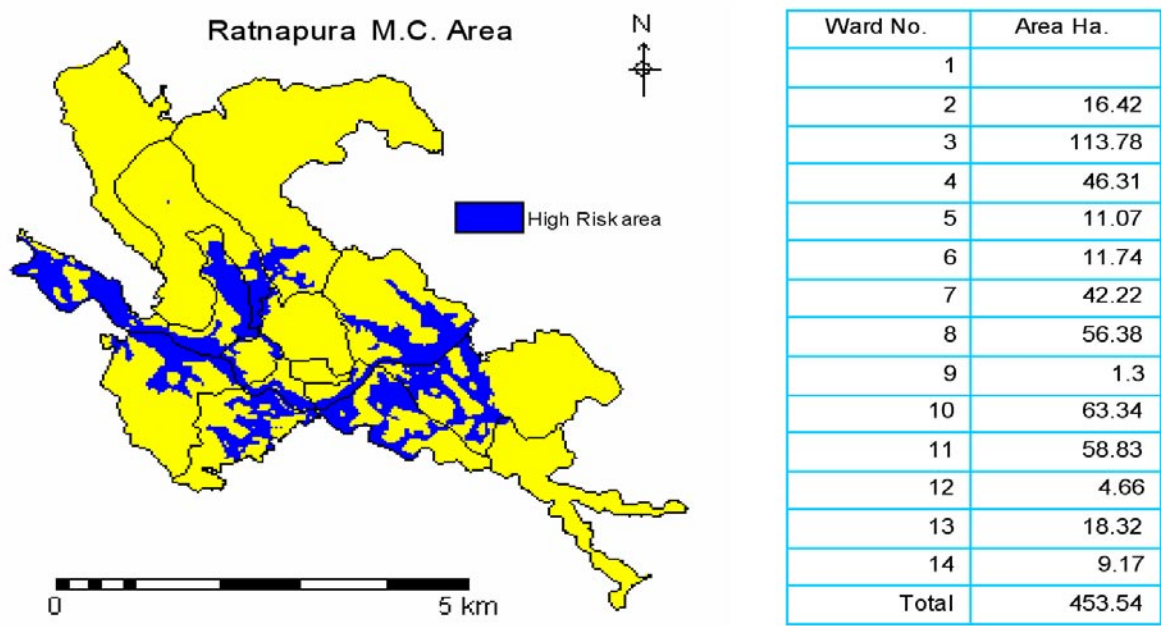 Ratnapura M.C. Area
N
High Risk area
0 5 km
Ward No. Area Ha.
1
2 16.42
3 113.78
4 46.31
5 11.07
6 11.74
7 42.22
8 56.38
9 1.3
10 63.34
11 58.83
12 4.66
13 18.32
14 9.17
Total 453.54